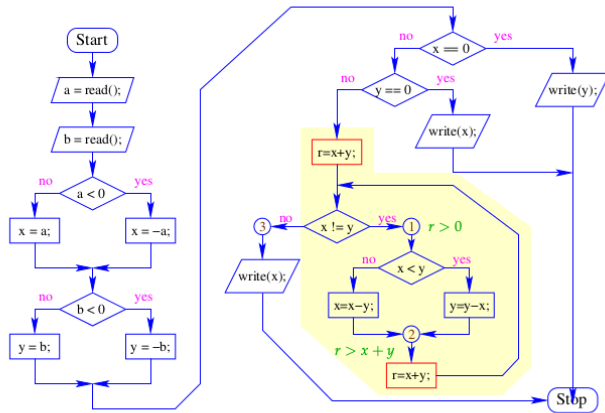 Start
a = read();
b = read();
a < 0
no
yes
x = a;
x = −a;
b < 0
no
yes
y = b;
y = −b;
x == 0
no
yes
y == 0
no
yes
write(y);
write(x);
r=x+y;
x != y
no
yes
3
1
r > 0
write(x);
x < y
no
yes
x=x−y;
y=y−x;
2
r > x + y
r=x+y;
Stop